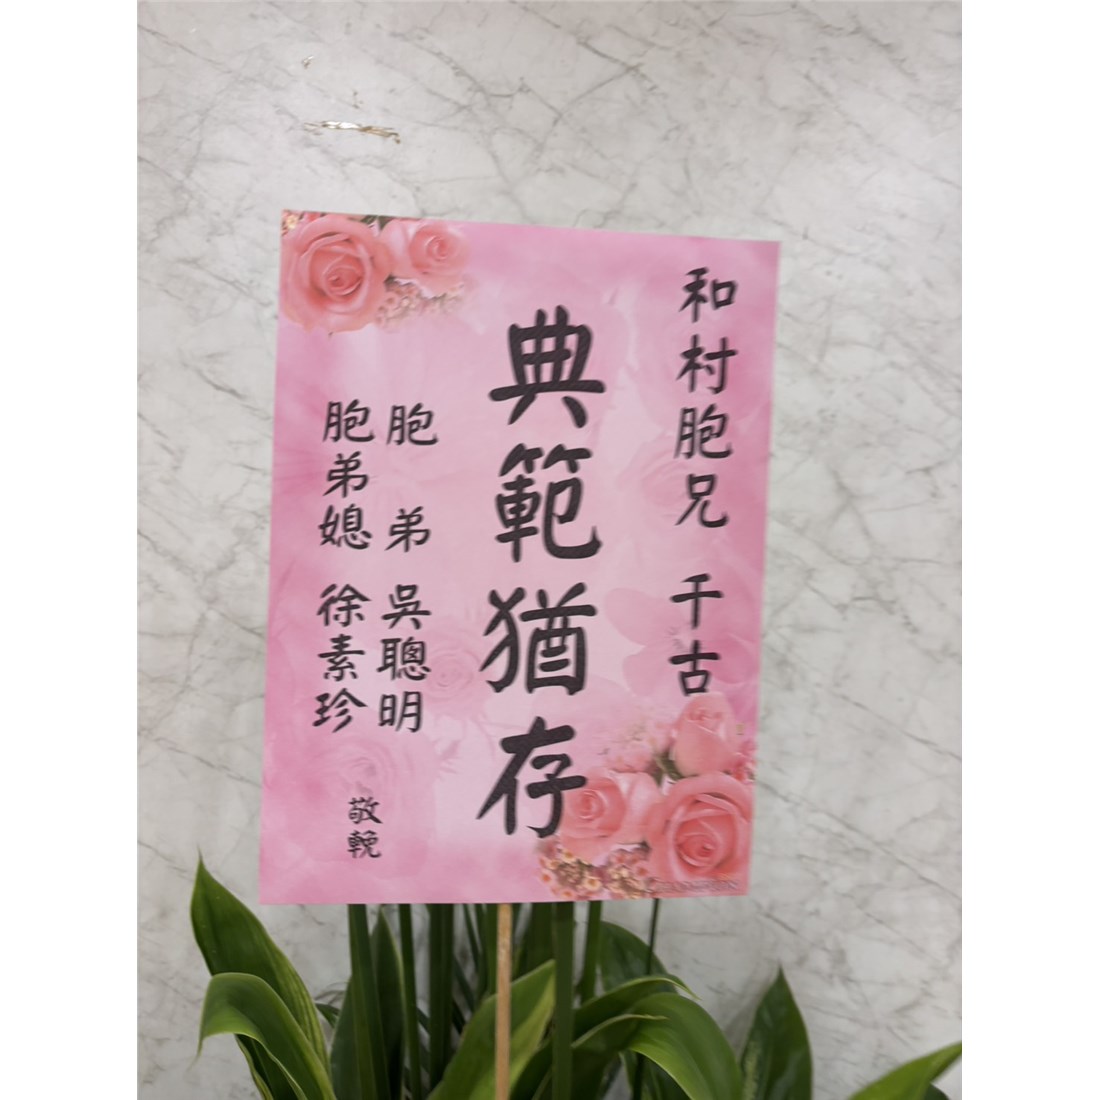 和村胞兄 千古
典範猶存
胞弟 吳聰明
胞弟媳 徐素珍
敬輓